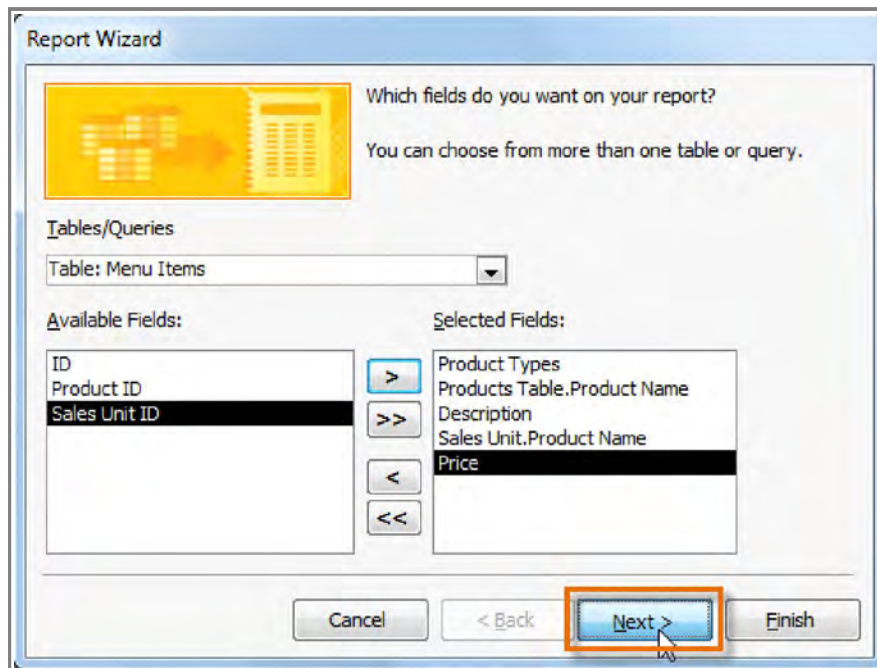 Report Wizard
Which fields do you want on your report?
You can choose from more than one table or query.
Tables/Queries
Table: Menu Items
Available Fields:
Selected Fields:
ID
Product ID
Sales Unit ID
>
>>
<
<<
Product Types
Products Table.Product Name
Description
Sales Unit.Product Name
Price
Cancel
< Back
Next >
Finish